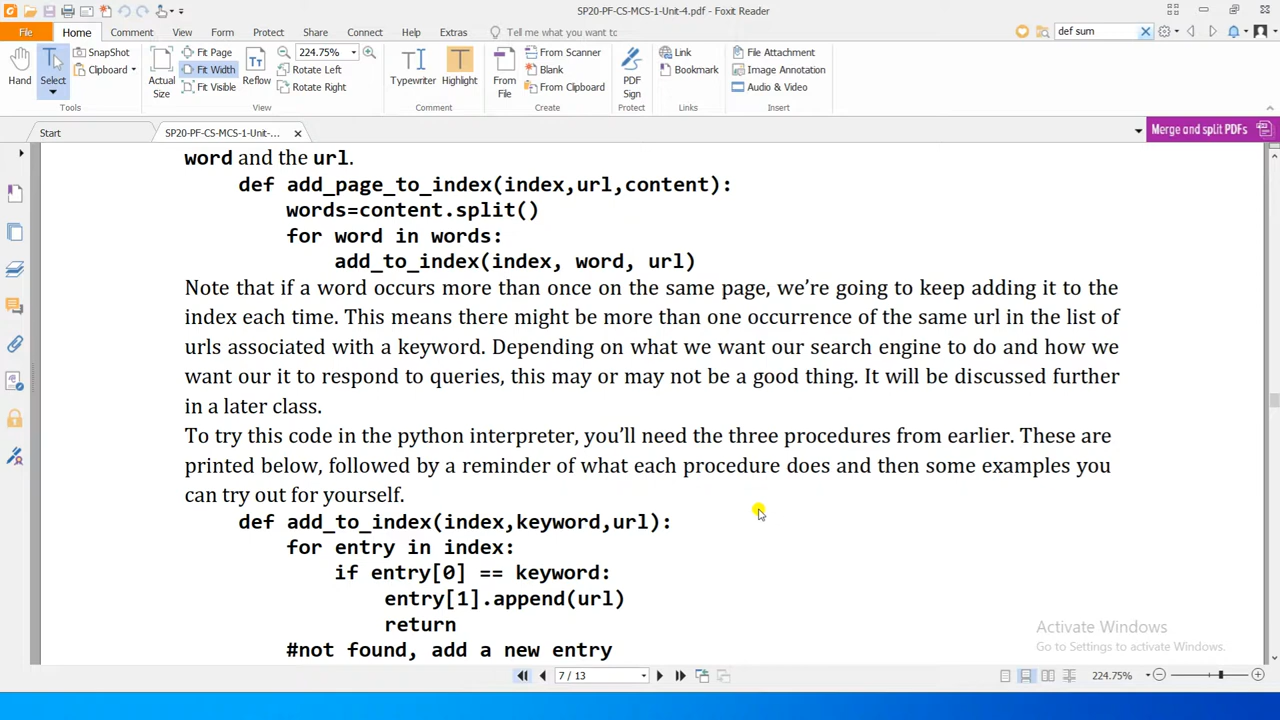 SP20-PF-CS-MCS-1-Unit-4.pdf - Foxit Reader
File Home Comment View Form Protect Share Connect Help Extras Tell me what you want tc def sum
Hand
Select
SnapShot
Clipboard
Actual Size
Fit Page
Fit Width
Fit Visible
Reflow
224.75%
Rotate Left
Rotate Right
Typewriter
Highlight
From File
From Scanner
Blank
From Clipboard
PDF Sign
Link
Bookmark
File Attachment
Image Annotation
Audio & Video
Tools View Comment Create Protect Links Insert
Start SP20-PF-CS-MCS-1-Unit-... Merge and split PDFs
word and the url.
def add_page_to_index(index,url,content):
words=content.split()
for word in words:
add_to_index(index, word, url)
Note that if a word occurs more than once on the same page, we're going to keep adding it to the
index each time. This means there might be more than one occurrence of the same url in the list of
urls associated with a keyword. Depending on what we want our search engine to do and how we
want our it to respond to queries, this may or may not be a good thing. It will be discussed further
in a later class.
To try this code in the python interpreter, you'll need the three procedures from earlier. These are
printed below, followed by a reminder of what each procedure does and then some examples you
can try out for yourself.
def add_to_index(index,keyword,url):
for entry in index:
if entry[0] == keyword:
entry[1].append(url)
return
#not found, add a new entry
Activate Windows
Go to Settings to activate Windows.
7 / 13 224.75%